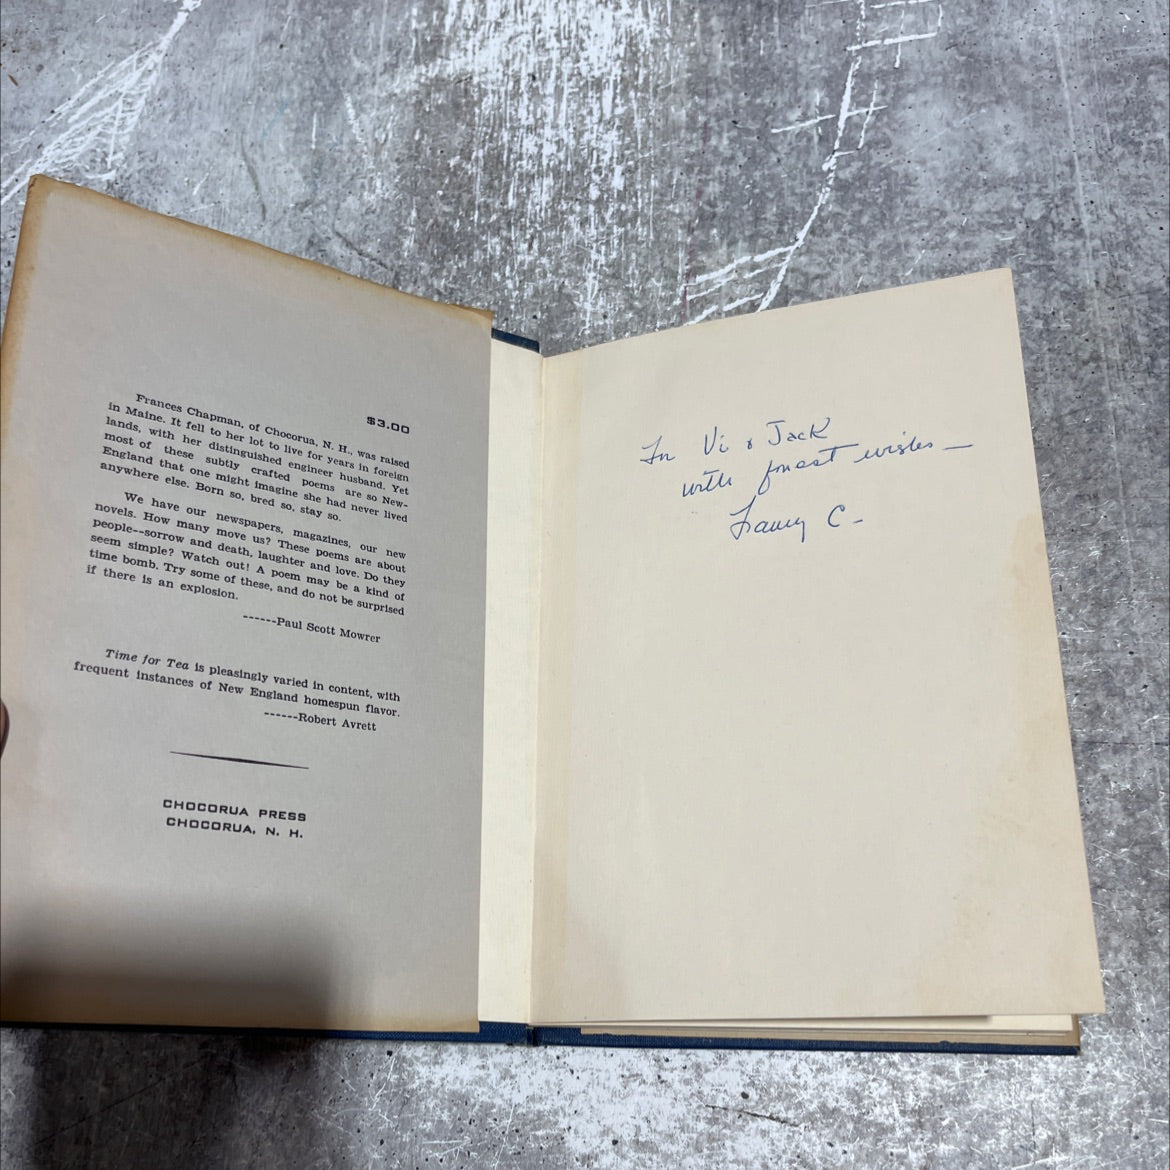 $3.00
Frances Chapman, of Chocorua, N. H., was raised
in Maine. It fell to her lot to live for years in foreign
lands, with her distinguished engineer husband. Yet
most of these subtly crafted poems are so New-
England that one might imagine she had never lived
anywhere else. Born so, bred so, stay so.
We have our newspapers, magazines, our new
novels. How many move us? These poems are about
people--sorrow and death, laughter and love. Do they
seem simple? Watch out! A poem may be a kind of
time bomb. Try some of these, and do not be surprised
if there is an explosion.
------Paul Scott Mowrer
Time for Tea is pleasingly varied in content, with
frequent instances of New England homespun flavor.
------Robert Avrett
CHOCORUA PRESS
CHOCORUA, N. H.
For Vi & Jack
with fondest wishes—
C-